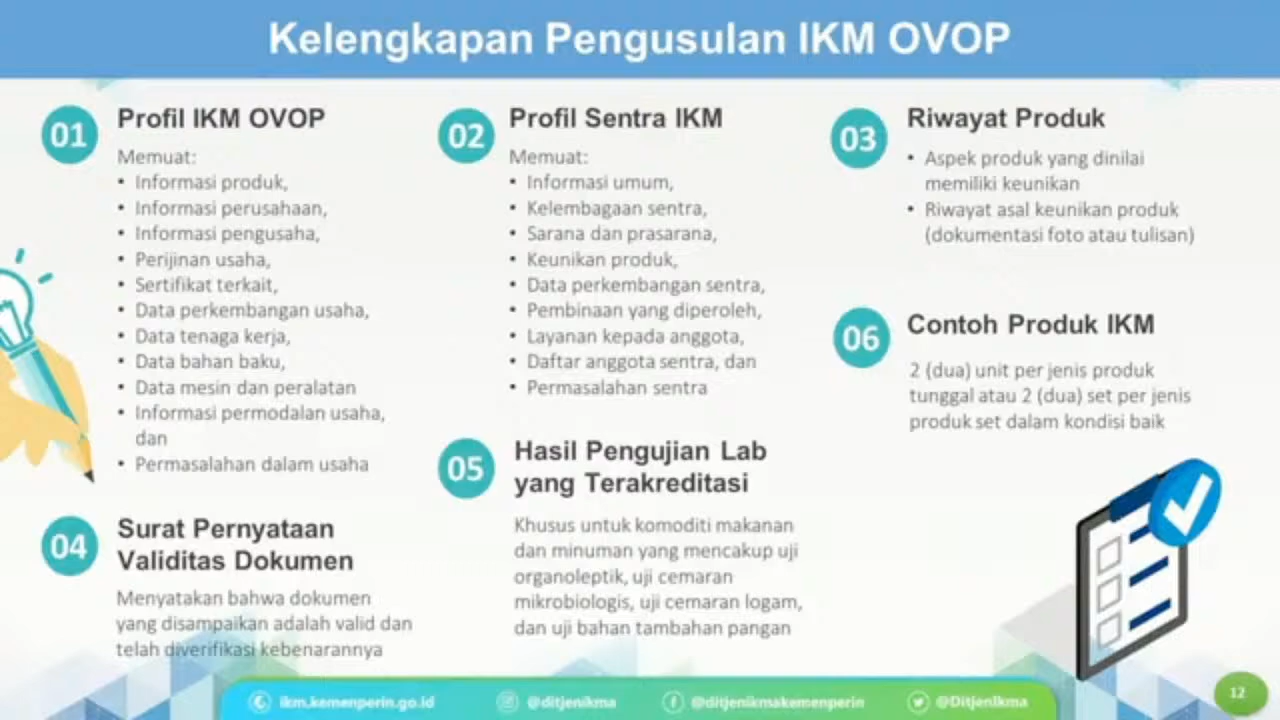 Kelengkapan Pengusulan IKM OVOP
01
Profil IKM OVOP
Memuat:
• Informasi produk,
• Informasi perusahaan,
• Informasi pengusaha,
• Perijinan usaha,
• Sertifikat terkait,
• Data perkembangan usaha,
• Data tenaga kerja,
• Data bahan baku,
• Data mesin dan peralatan
• Informasi permodalan usaha,
dan
• Permasalahan dalam usaha
02
Profil Sentra IKM
Memuat:
• Informasi umum,
• Kelembagaan sentra,
• Sarana dan prasarana,
• Keunikan produk,
• Data perkembangan sentra,
• Pembinaan yang diperoleh,
• Layanan kepada anggota,
• Daftar anggota sentra, dan
• Permasalahan sentra
03
Riwayat Produk
• Aspek produk yang dinilai
memiliki keunikan
• Riwayat asal keunikan produk
(dokumentasi foto atau tulisan)
04
Surat Pernyataan
Validitas Dokumen
Menyatakan bahwa dokumen
yang disampaikan adalah valid dan
telah diverifikasi kebenarannya
05
Hasil Pengujian Lab
yang Terakreditasi
Khusus untuk komoditi makanan
dan minuman yang mencakup uji
organoleptik, uji cemaran
mikrobiologis, uji cemaran logam,
dan uji bahan tambahan pangan
06
Contoh Produk IKM
2 (dua) unit per jenis produk
tunggal atau 2 (dua) set per jenis
produk set dalam kondisi baik
ikm.kemenperin.go.id
@ditjenikma
@ditjenikmakemenperin
@DitjenIkma
12